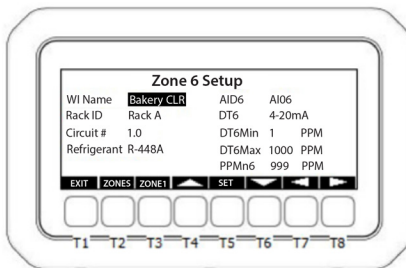 Zone 6 Setup
WI Name Bakery CLR AID6 AI06
Rack ID Rack A DT6 4-20mA
Circuit # 1.0 DT6Min 1 PPM
Refrigerant R-448A DT6Max 1000 PPM
PPMn6 999 PPM
EXIT ZONES ZONE1 SET
T1 T2 T3 T4 T5 T6 T7 T8